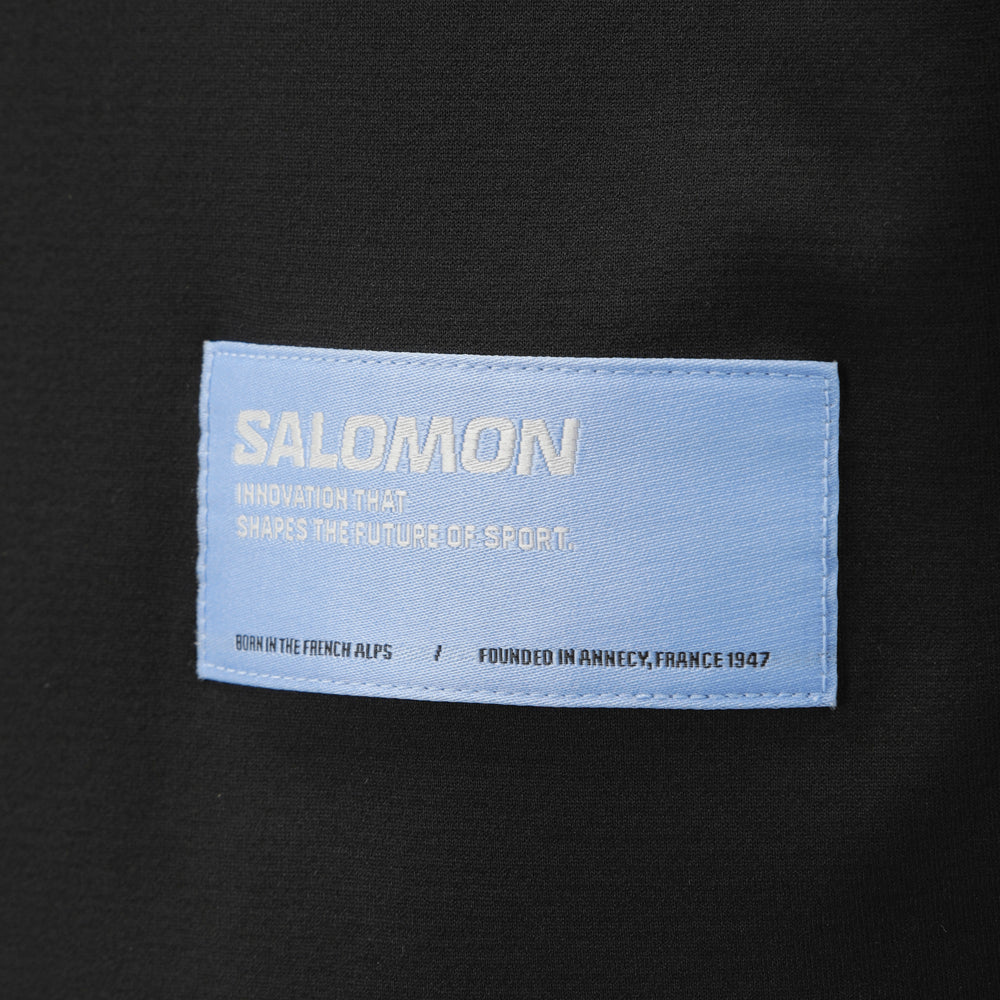 SALOMON
INNOVATION THAT
SHAPES THE FUTURE OF SPORT.
BORN IN THE FRENCH ALPS / FOUNDED IN ANNECY, FRANCE 1947